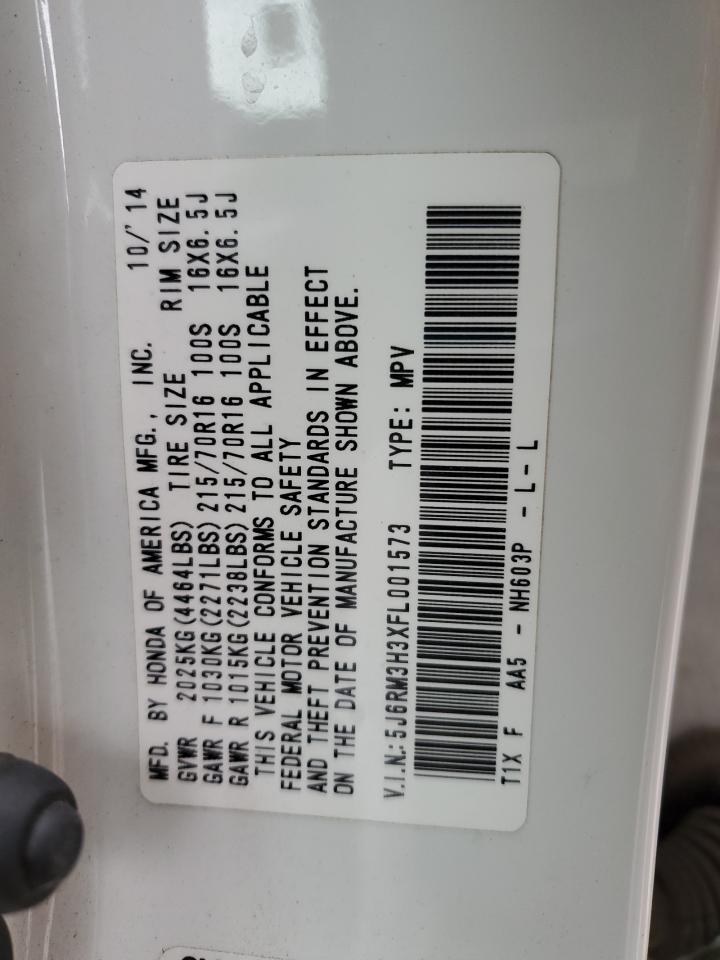 MFD. BY HONDA OF AMERICA MFG., INC. 10/'14
GVWR 2025KG(4464LBS) TIRE SIZE RIM SIZE
GAWR F 1030KG(2271LBS) 215/70R16 100S 16X6.5J
GAWR R 1015KG(2238LBS) 215/70R16 100S 16X6.5J
THIS VEHICLE CONFORMS TO ALL APPLICABLE
FEDERAL MOTOR VEHICLE SAFETY
AND THEFT PREVENTION STANDARDS IN EFFECT
ON THE DATE OF MANUFACTURE SHOWN ABOVE.
V.I.N.:5J6RM3H3XFL001573 TYPE: MPV
T1X F AA5 - NH603P - L - L